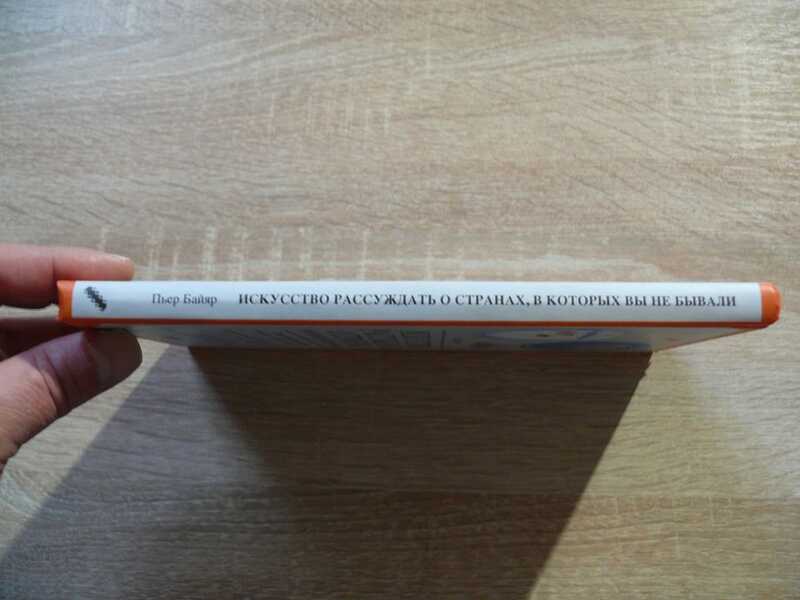 Пьер Байяр ИСКУССТВО РАССУЖДАТЬ О СТРАНАХ, В КОТОРЫХ ВЫ НЕ БЫВАЛИ